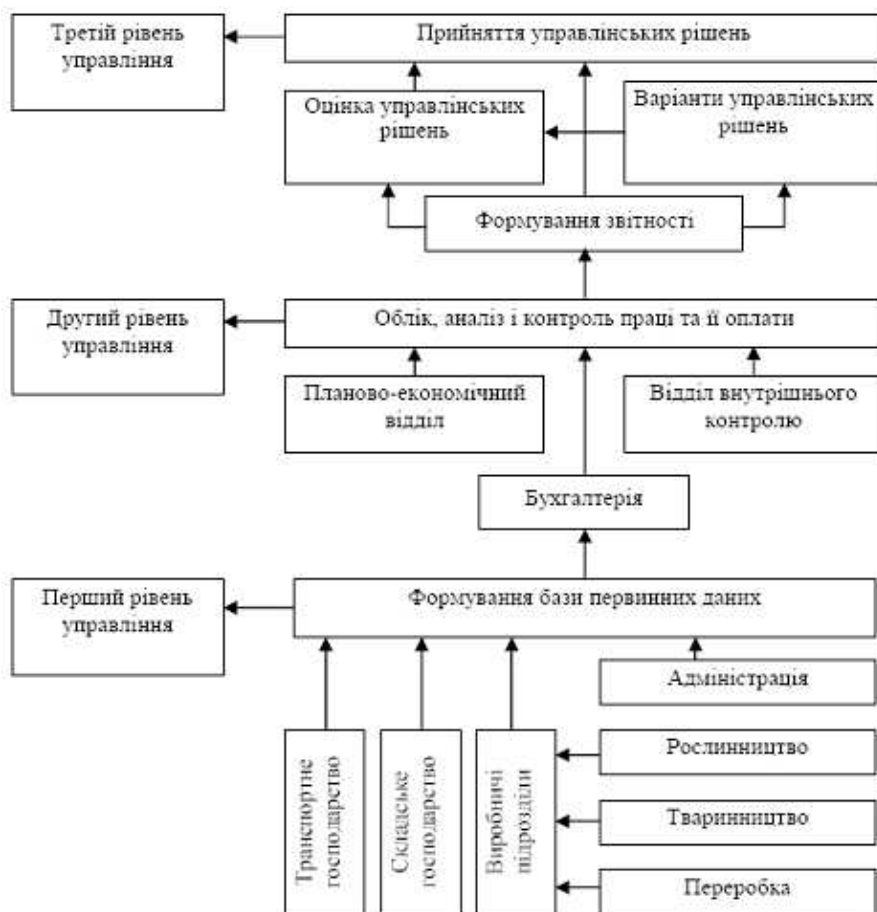 Третій рівень
управління
Прийняття управлінських рішень
Оцінка управлінських
рішень
Варіанти управлінських
рішень
Формування звітності
Другий рівень
управління
Облік, аналіз і контроль праці та її оплати
Планово-економічний
відділ
Відділ внутрішнього
контролю
Бухгалтерія
Перший рівень
управління
Формування бази первинних даних
Адміністрація
Транспортне
господарство
Складське
господарство
Виробничі
підрозділи
Рослинництво
Тваринництво
Переробка